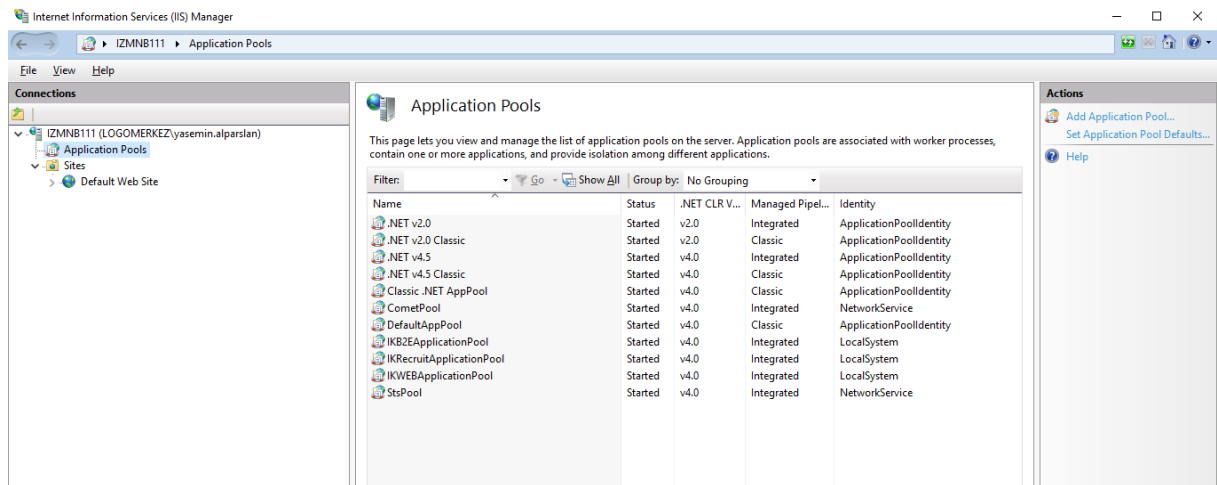 Internet Information Services (IIS) Manager
IZMNB111 Application Pools
File View Help
Connections
IZMNB111 (LOGOMERKEZ\yasemin.alparslan)
Application Pools
Sites
Default Web Site
Application Pools
This page lets you view and manage the list of application pools on the server. Application pools are associated with worker processes,
contain one or more applications, and provide isolation among different applications.
Filter: Go Show All Group by: No Grouping
Name Status .NET CLR V... Managed Pipel... Identity
.NET v2.0 Started v2.0 Integrated ApplicationPoolIdentity
.NET v2.0 Classic Started v2.0 Classic ApplicationPoolIdentity
.NET v4.5 Started v4.0 Integrated ApplicationPoolIdentity
.NET v4.5 Classic Started v4.0 Classic ApplicationPoolIdentity
Classic .NET AppPool Started v4.0 Classic ApplicationPoolIdentity
CometPool Started v4.0 Integrated NetworkService
DefaultAppPool Started v4.0 Classic ApplicationPoolIdentity
IKB2EApplicationPool Started v4.0 Integrated LocalSystem
IKRecruitApplicationPool Started v4.0 Integrated LocalSystem
IKWEBApplicationPool Started v4.0 Integrated LocalSystem
StsPool Started v4.0 Integrated NetworkService
Actions
Add Application Pool...
Set Application Pool Defaults...
Help